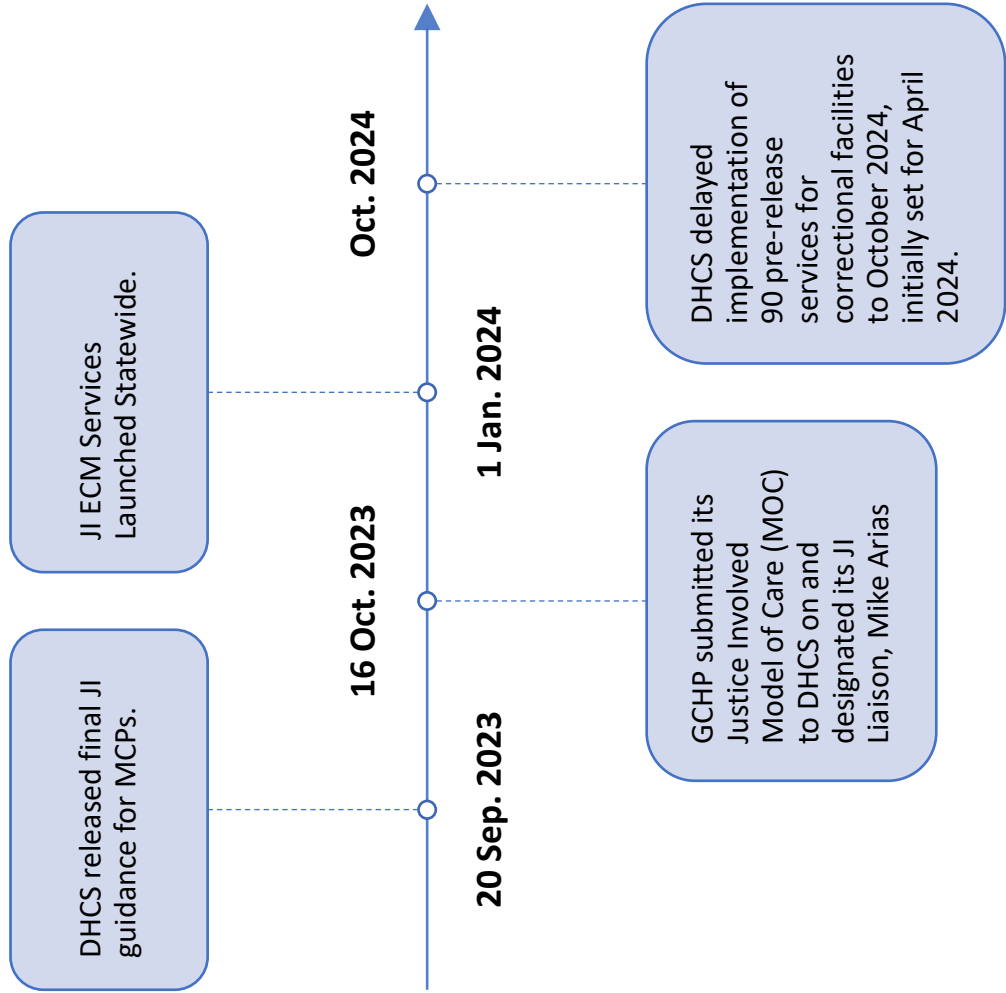 DHCS released final JI
guidance for MCPs.
20 Sep. 2023
16 Oct. 2023
GCHP submitted its
Justice Involved
Model of Care (MOC)
to DHCS on and
designated its JI
Liaison, Mike Arias
JI ECM Services
Launched Statewide.
1 Jan. 2024
Oct. 2024
DHCS delayed
implementation of
90 pre-release
services for
correctional facilities
to October 2024,
initially set for April
2024.